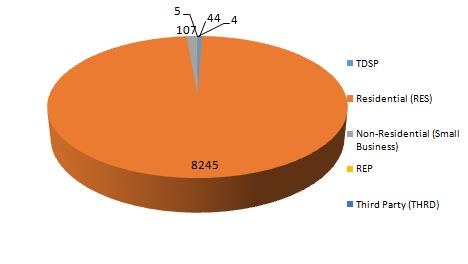 5
44
4
107
8245
TDSP
Residential (RES)
Non-Residential (Small
Business)
REP
Third Party (THRD)